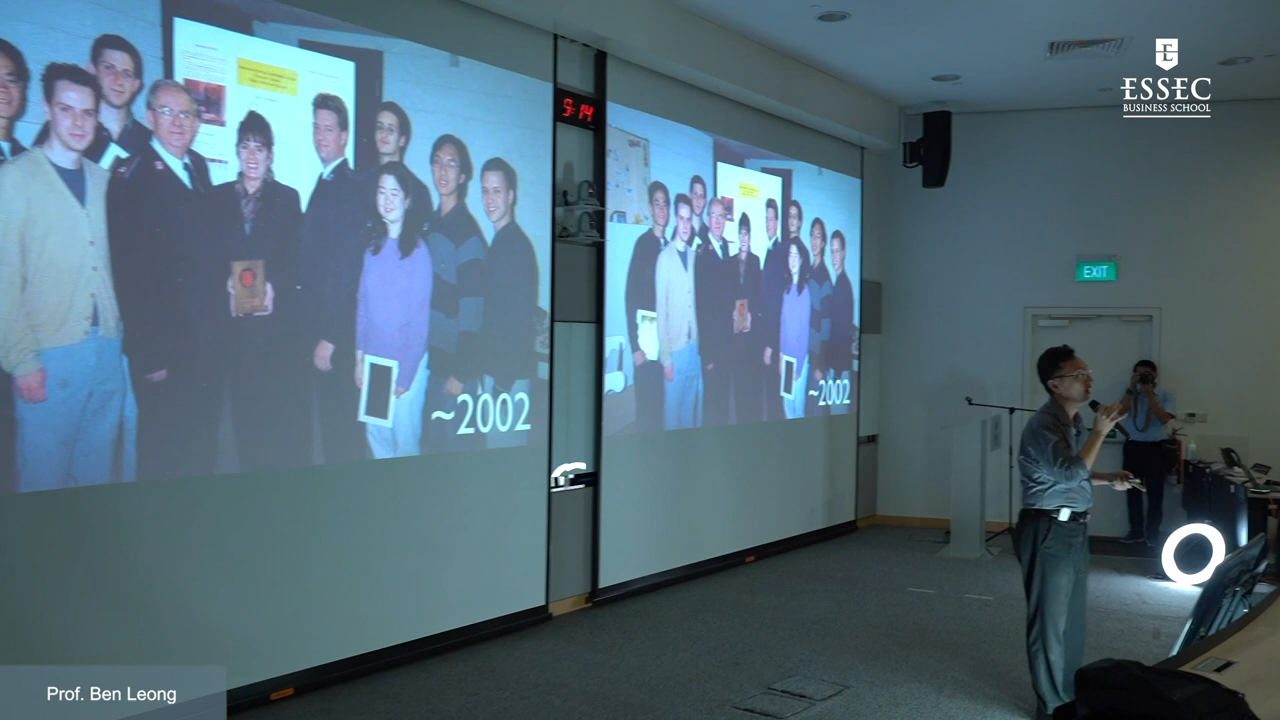 ESSEC
BUSINESS SCHOOL
9:14
~2002
~2002
EXIT
Prof. Ben Leong